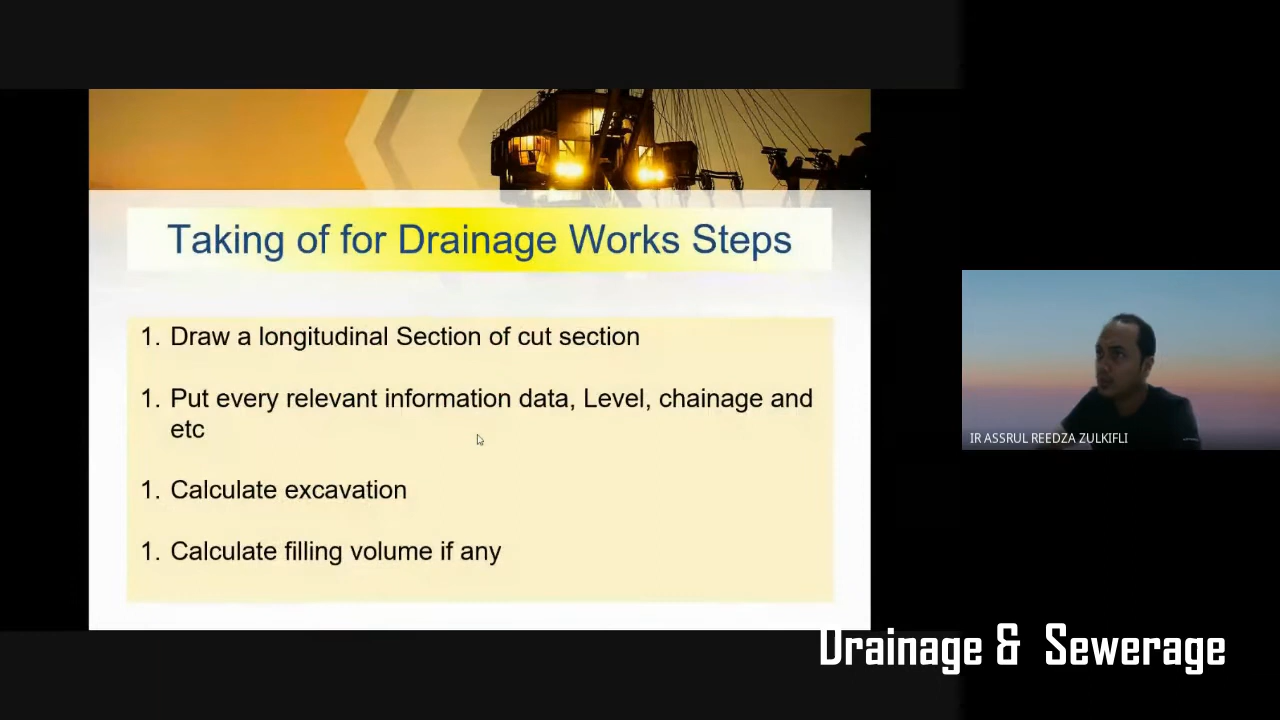 Taking of for Drainage Works Steps
1. Draw a longitudinal Section of cut section
1. Put every relevant information data, Level, chainage and
etc
1. Calculate excavation
1. Calculate filling volume if any
IR ASSRUL REEDZA ZULKIFLI
Drainage & Sewerage